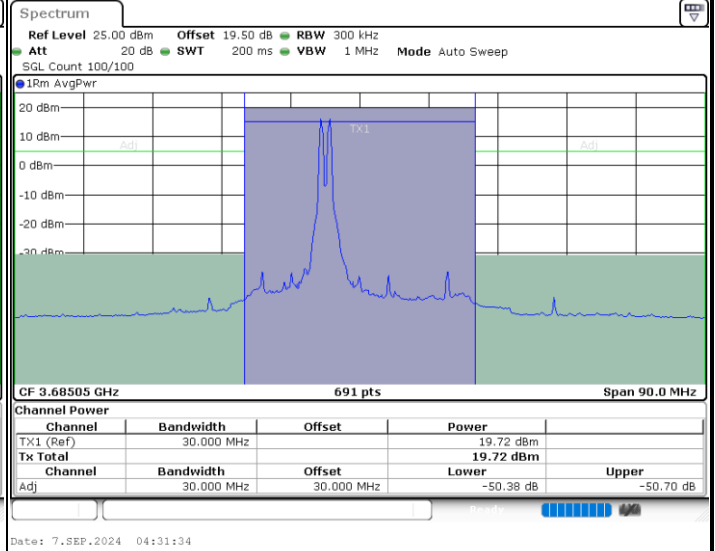 Spectrum
Ref Level 25.00 dBm Offset 19.50 dB RBW 300 kHz
Att 20 dB SWT 200 ms VBW 1 MHz Mode Auto Sweep
SGL Count 100/100
1Rm AvgPwr
20 dBm
TX1
10 dBm
Adj Adj
0 dBm
-10 dBm
-20 dBm
-30 dBm
CF 3.68505 GHz 691 pts Span 90.0 MHz
Channel Power
Channel Bandwidth Offset Power
TX1 (Ref) 30.000 MHz 19.72 dBm
Tx Total 19.72 dBm
Channel Bandwidth Offset Lower Upper
Adj 30.000 MHz 30.000 MHz -50.38 dB -50.70 dB
Ready
Date: 7.SEP.2024 04:31:34